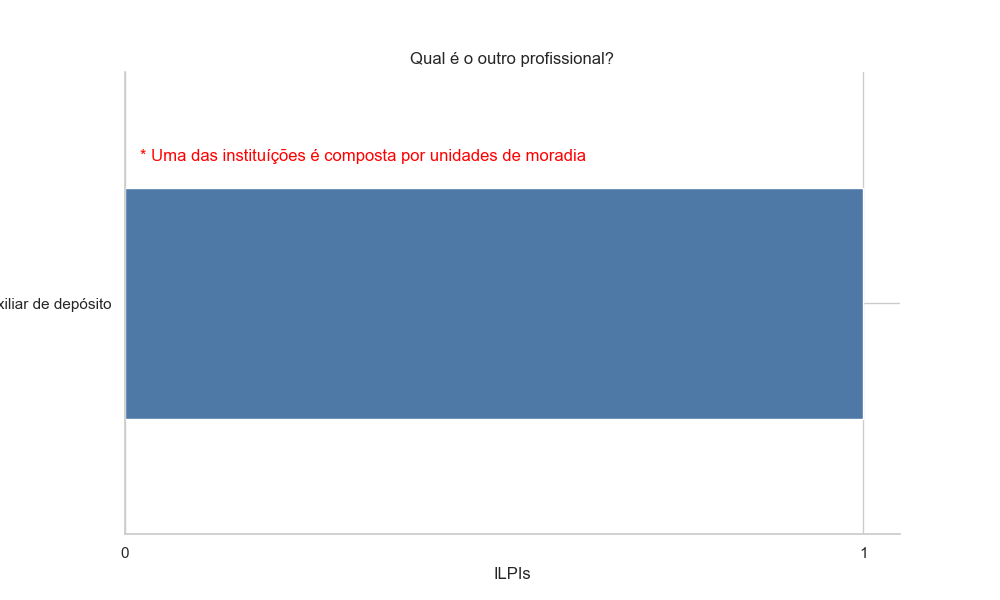 Qual é o outro profissional?
* Uma das instituíções é composta por unidades de moradia
xiliar de depósito
0 1
ILPIs